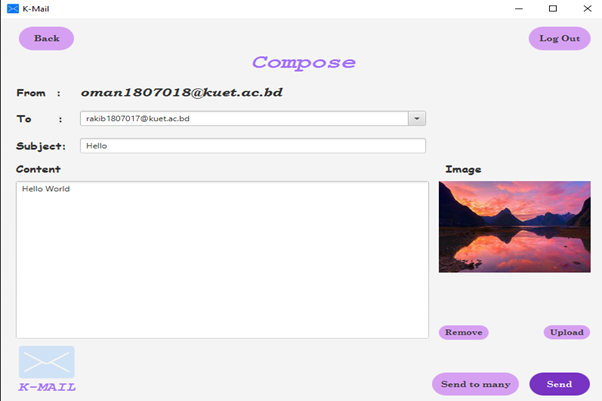 K-Mail
Back
Log Out
Compose
From : oman1807018@kuet.ac.bd
To : rakib1807017@kuet.ac.bd
Subject: Hello
Content
Image
Hello World
Remove
Upload
K-MAIL
Send to many
Send